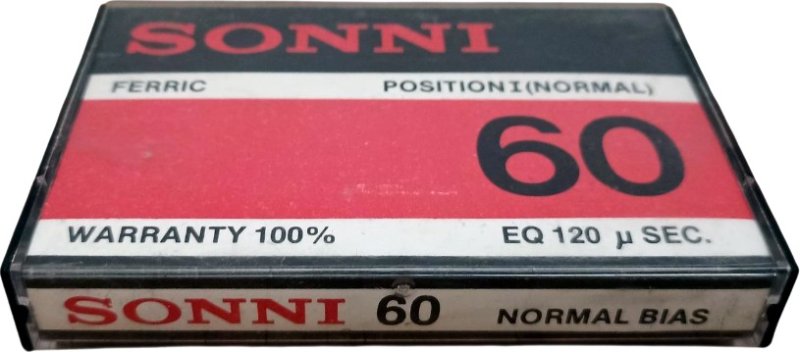 SONNI
FERRIC POSITION I (NORMAL)
60
WARRANTY 100% EQ 120 µ SEC.
SONNI 60 NORMAL BIAS